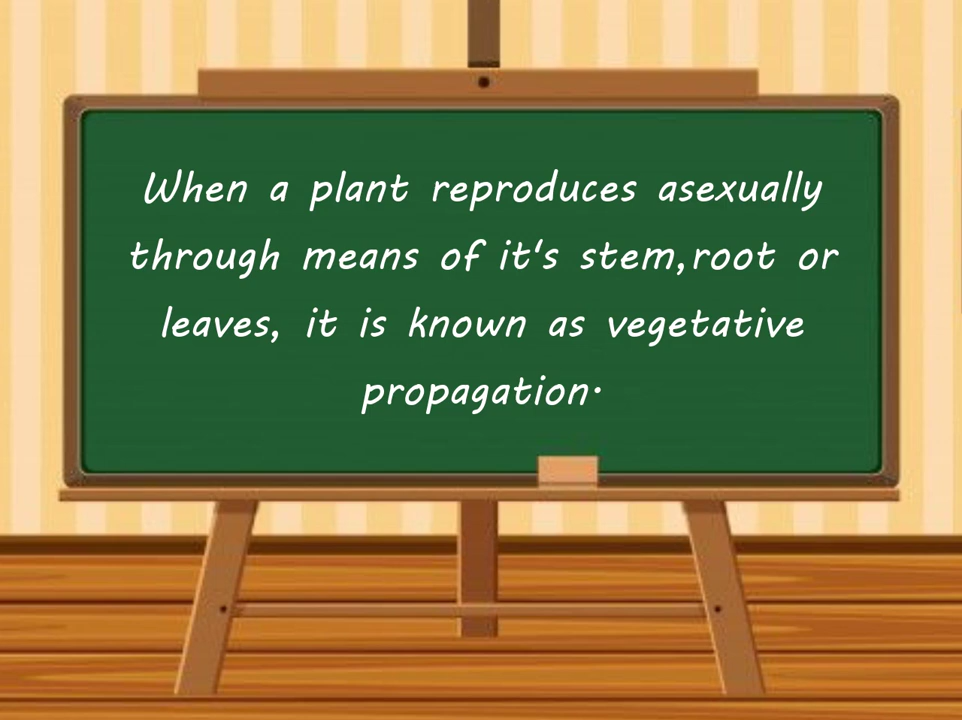 When a plant reproduces asexually
through means of it's stem,root or
leaves, it is known as vegetative
propagation.